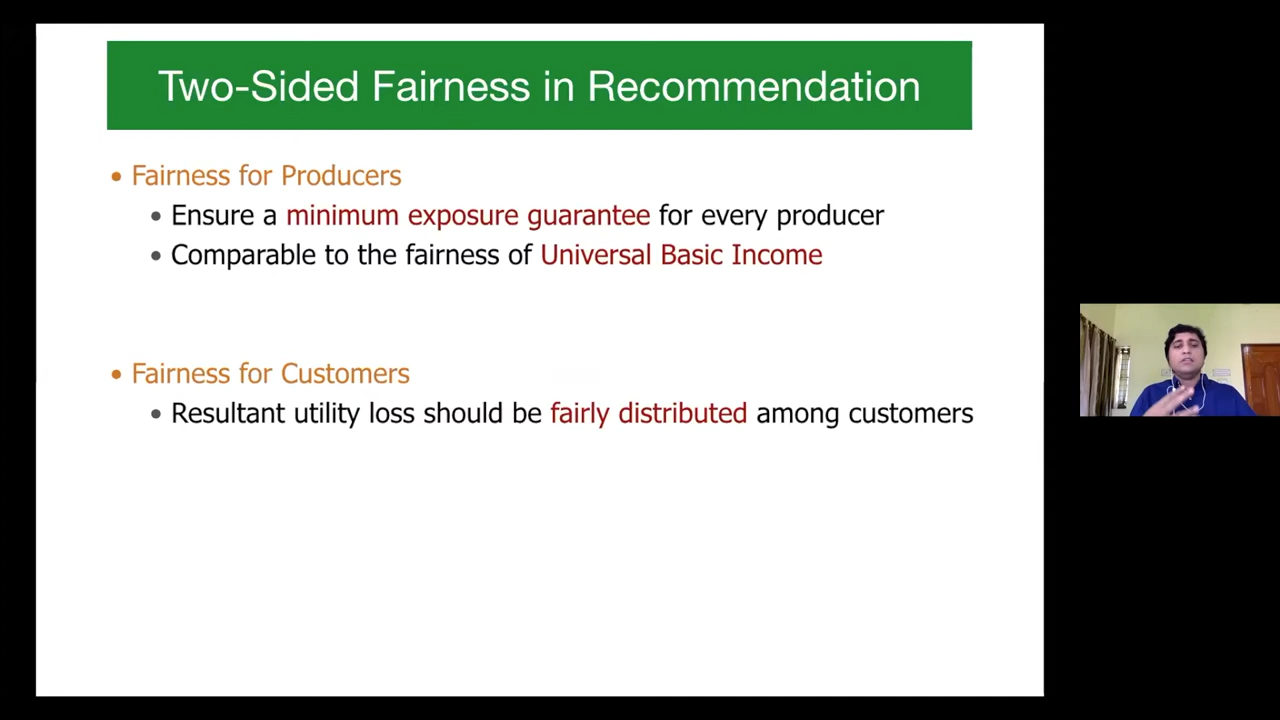 Two-Sided Fairness in Recommendation
• Fairness for Producers
• Ensure a minimum exposure guarantee for every producer
• Comparable to the fairness of Universal Basic Income
• Fairness for Customers
• Resultant utility loss should be fairly distributed among customers